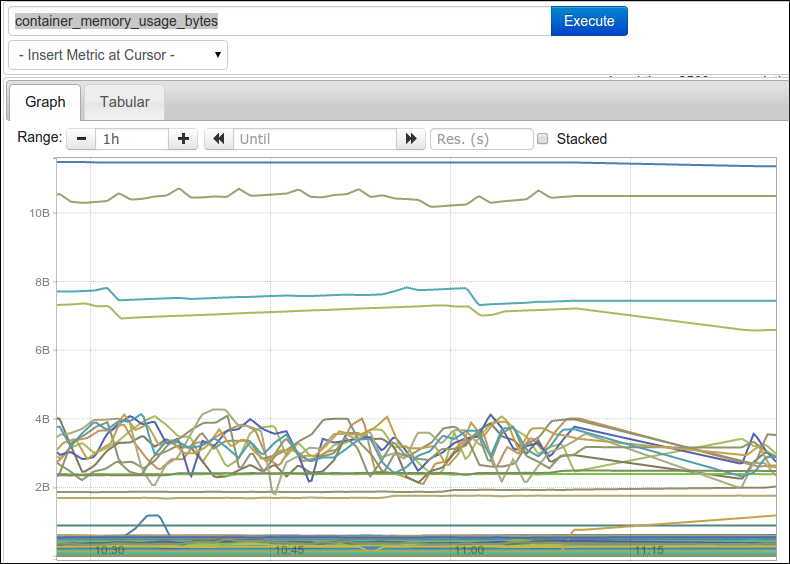 container_memory_usage_bytes Execute
- Insert Metric at Cursor -
Graph Tabular
Range: 1h Until Res. (s) Stacked
10B
8B
6B
4B
2B
10:30 10:45 11:00 11:15